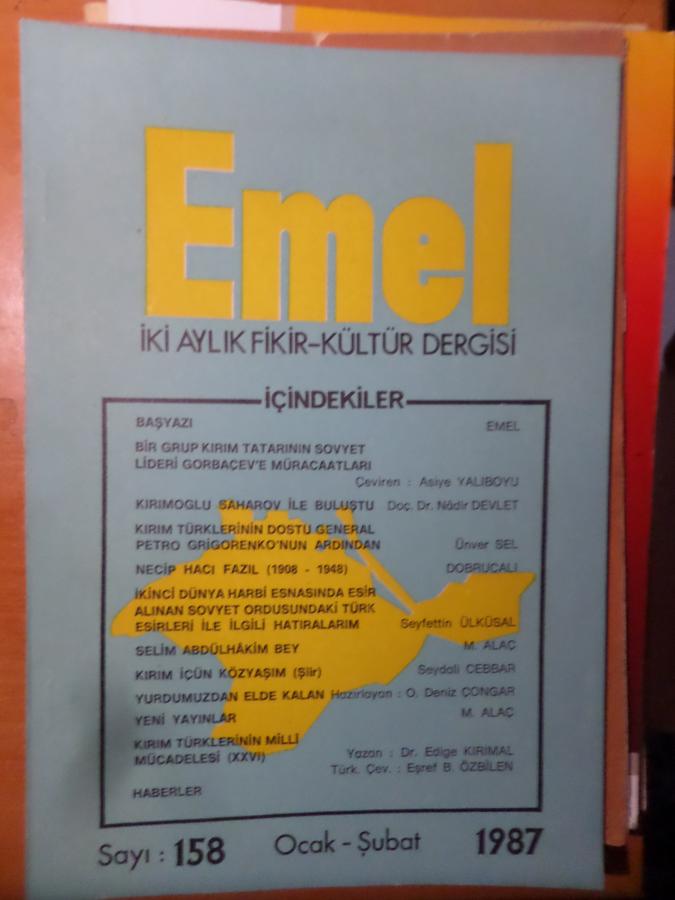 Emel
İKİ AYLIK FİKİR-KÜLTÜR DERGİSİ
İÇİNDEKİLER
BAŞYAZI EMEL
BİR GRUP KIRIM TATARININ SOVYET
LİDERİ GORBAÇEV'E MÜRACAATLARI
Çeviren : Asiye YALIBOYU
KIRIMOGLU SAHAROV İLE BULUŞTU Doç. Dr. Nâdir DEVLET
KIRIM TÜRKLERİNİN DOSTU GENERAL
PETRO GRİGORENKO'NUN ARDINDAN Ünver SEL
NECİP HACI FAZIL (1908 - 1948) DOBRUCALI
İKİNCİ DÜNYA HARBİ ESNASINDA ESİR
ALINAN SOVYET ORDUSUNDAKİ TÜRK
ESİRLERİ İLE İLGİLİ HATIRALARIM Seyfettin ÜLKÜSAL
SELİM ABDÜLHÂKİM BEY M. ALAÇ
KIRIM İÇÜN KÖZYAŞIM (Şiir) Seydali CEBBAR
YURDUMUZDAN ELDE KALAN Hazırlayan : O. Deniz ÇONGAR
YENİ YAYINLAR M. ALAÇ
KIRIM TÜRKLERİNİN MİLLİ
MÜCADELESİ (XXVI) Yazan : Dr. Edige KIRIMAL
Türk. Çev. : Eşref B. ÖZBİLEN
HABERLER
Sayı : 158 Ocak - Şubat 1987